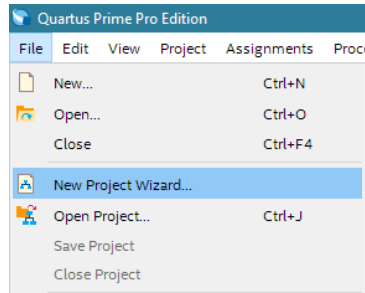 Quartus Prime Pro Edition
File Edit View Project Assignments
New... Ctrl+N
Open... Ctrl+O
Close Ctrl+F4
New Project Wizard...
Open Project... Ctrl+J
Save Project
Close Project